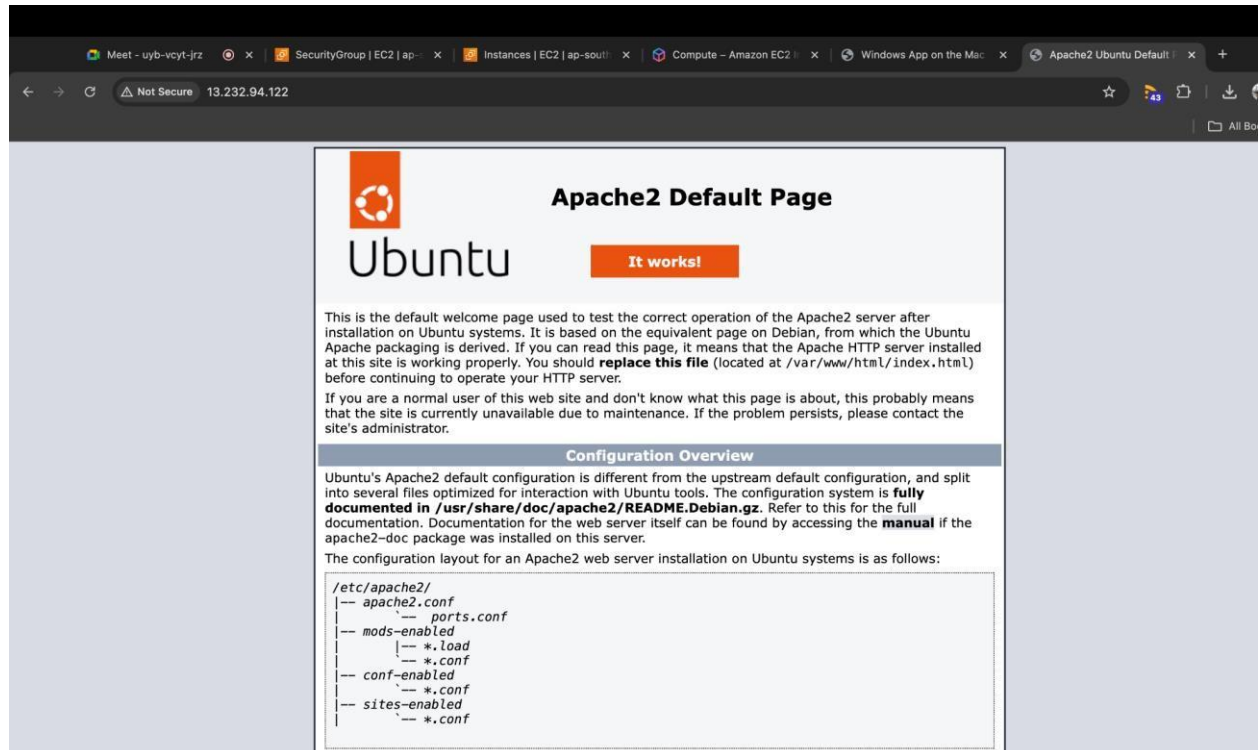 Meet - uyb-vcyt-jrz
SecurityGroup | EC2 | ap-s
Instances | EC2 | ap-south
Compute – Amazon EC2 I
Windows App on the Mac
Apache2 Ubuntu Default P
Not Secure 13.232.94.122
43
All Boo
Ubuntu
Apache2 Default Page
It works!
This is the default welcome page used to test the correct operation of the Apache2 server after
installation on Ubuntu systems. It is based on the equivalent page on Debian, from which the Ubuntu
Apache packaging is derived. If you can read this page, it means that the Apache HTTP server installed
at this site is working properly. You should replace this file (located at /var/www/html/index.html)
before continuing to operate your HTTP server.
If you are a normal user of this web site and don't know what this page is about, this probably means
that the site is currently unavailable due to maintenance. If the problem persists, please contact the
site's administrator.
Configuration Overview
Ubuntu's Apache2 default configuration is different from the upstream default configuration, and split
into several files optimized for interaction with Ubuntu tools. The configuration system is fully
documented in /usr/share/doc/apache2/README.Debian.gz. Refer to this for the full
documentation. Documentation for the web server itself can be found by accessing the manual if the
apache2-doc package was installed on this server.
The configuration layout for an Apache2 web server installation on Ubuntu systems is as follows:
/etc/apache2/
|-- apache2.conf
|       `--  ports.conf
|-- mods-enabled
|       |-- *.load
|       `-- *.conf
|-- conf-enabled
|       `-- *.conf
|-- sites-enabled
|       `-- *.conf